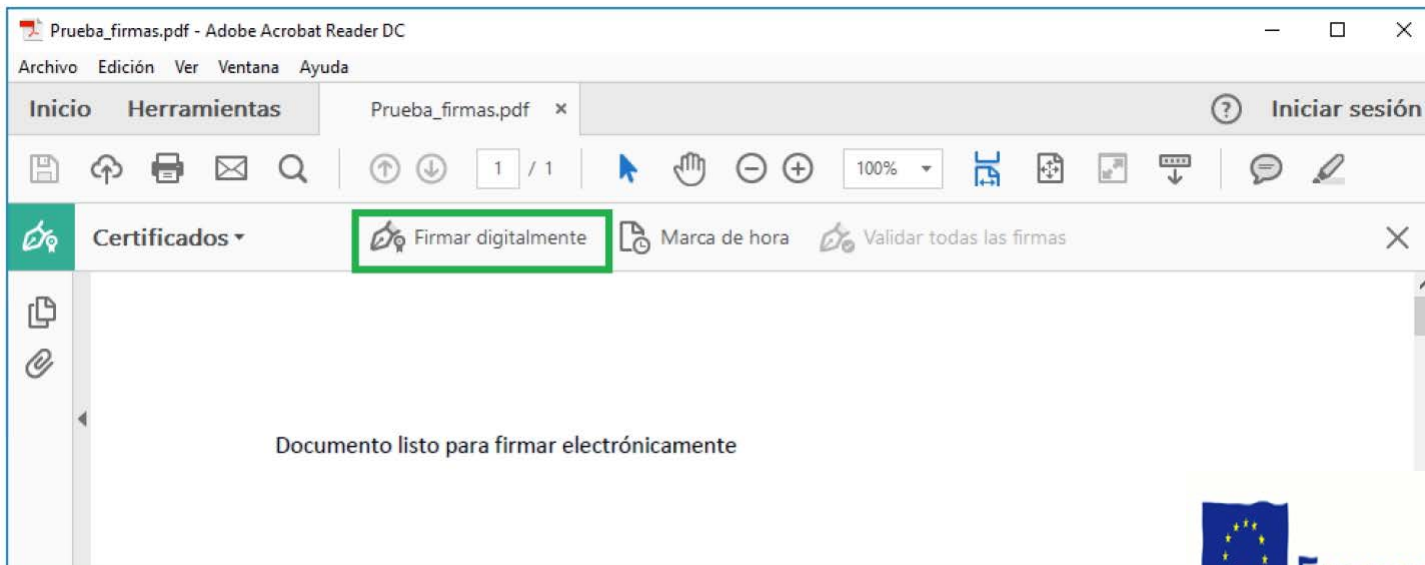 Prueba_firmas.pdf - Adobe Acrobat Reader DC
Archivo Edición Ver Ventana Ayuda
Inicio Herramientas Prueba_firmas.pdf × ? Iniciar sesión
1 / 1 100%
Certificados Firmar digitalmente Marca de hora Validar todas las firmas
Documento listo para firmar electrónicamente